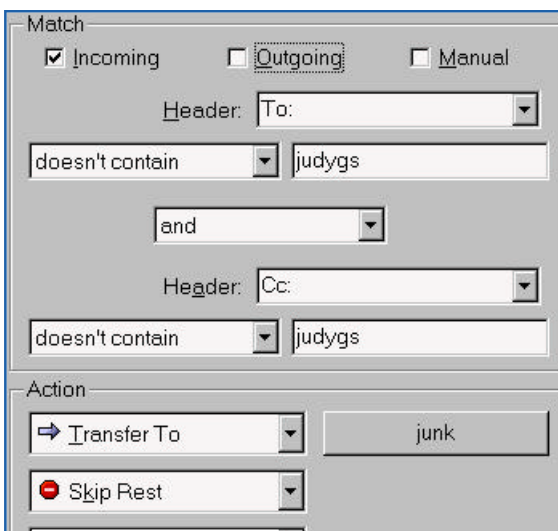 Match
Incoming Outgoing Manual
Header: To:
doesn't contain judygs
and
Header: Cc:
doesn't contain judygs
Action
Transfer To junk
Skip Rest